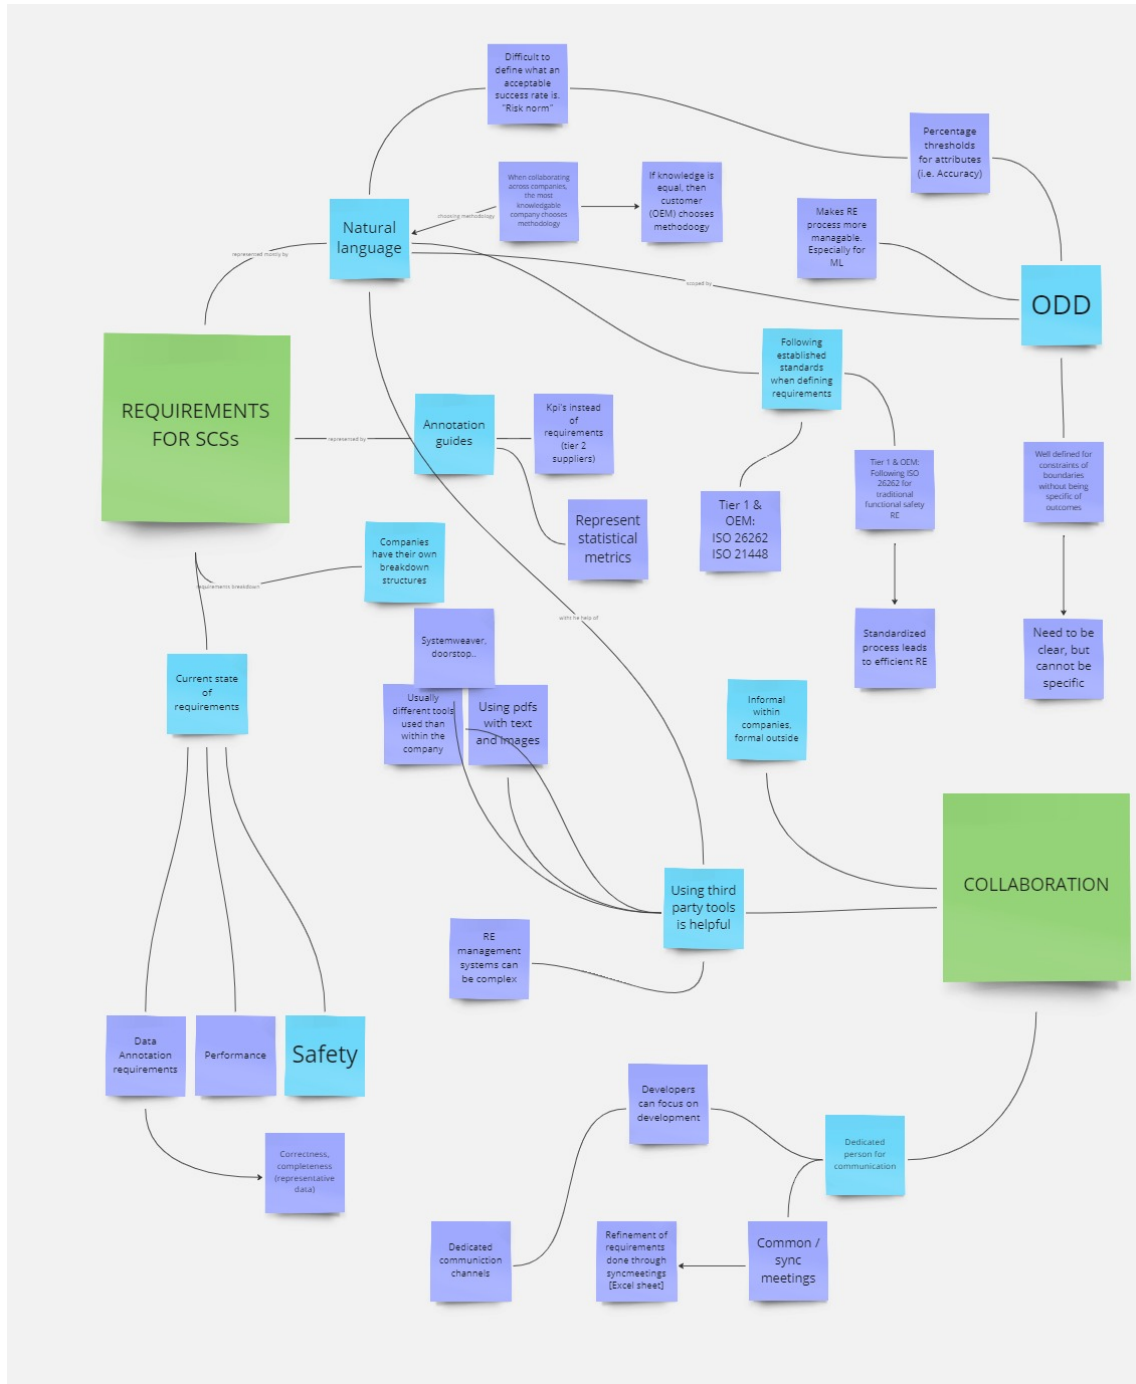 Difficult to
define what an
acceptable
success rate is.
"Risk norm"
Percentage
thresholds
for attributes
(i.e. Accuracy)
When collaborating
across companies,
the most
knowledgable
company chooses
methodology
If knowledge is
equal, then
customer
(OEM) chooses
methodoogy
choosing methodology
Makes RE
process more
managable.
Especially for
ML
Natural
language
represented mostly by
scoped by
ODD
REQUIREMENTS
FOR SCSs
represented by
Annotation
guides
Kpi's instead
of
requirements
(tier 2
suppliers)
Following
established
standards
when defining
requirements
Tier 1 & OEM:
Following ISO
26262 for
traditional
functional safety
RE
Well defined for
constraints of
boundaries
without being
specific of
outcomes
Represent
statistical
metrics
Tier 1 &
OEM:
ISO 26262
ISO 21448
Companies
have their own
breakdown
structures
requirements breakdown
with he help of
Systemweaver,
doorstop..
Standardized
process leads
to efficient RE
Need to be
clear, but
cannot be
specific
Current state
of
requirements
Usually
different tools
used than
within the
company
Using pdfs
with text
and images
Informal
within
companies,
formal outside
COLLABORATION
Using third
party tools
is helpful
RE
management
systems can
be complex
Data
Annotation
requirements
Performance
Safety
Developers
can focus on
development
Dedicated
person for
communication
Correctness,
completeness
(representative
data)
Dedicated
communiction
channels
Refinement of
requirements
done through
syncmeetings
[Excel sheet]
Common /
sync
meetings